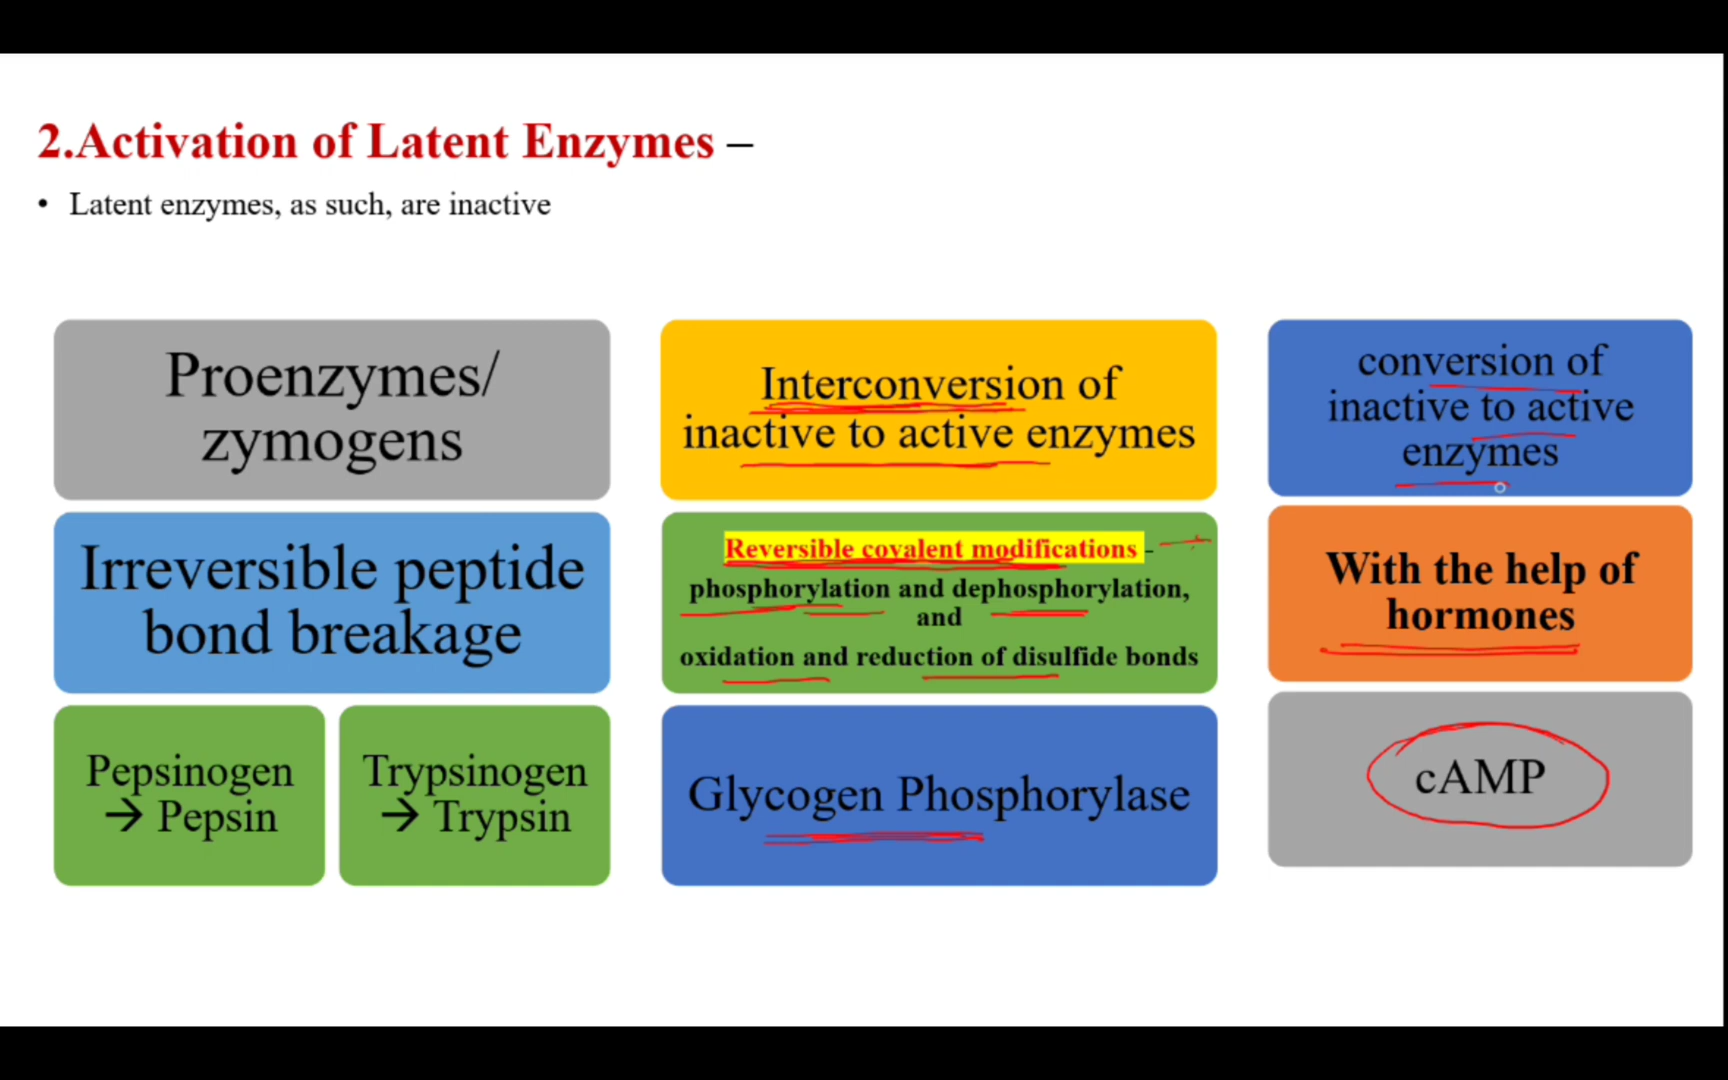 2.Activation of Latent Enzymes –
• Latent enzymes, as such, are inactive
Proenzymes/
zymogens
Irreversible peptide
bond breakage
Pepsinogen
→ Pepsin
Trypsinogen
→ Trypsin
Interconversion of
inactive to active enzymes
Reversible covalent modifications -
phosphorylation and dephosphorylation,
and
oxidation and reduction of disulfide bonds
Glycogen Phosphorylase
conversion of
inactive to active
enzymes
With the help of
hormones
cAMP